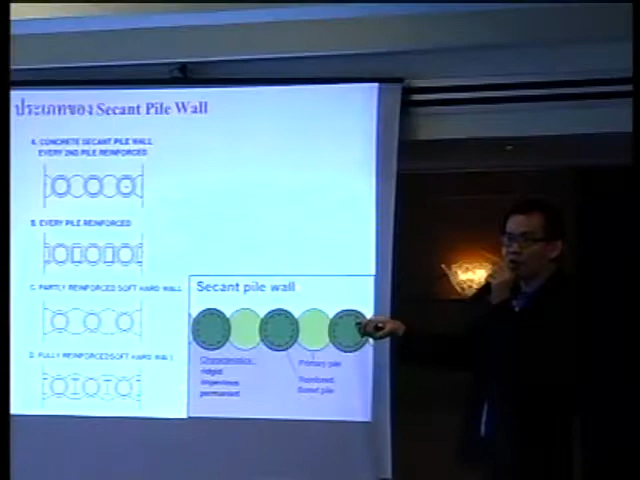 ประเภทของ Secant Pile Wall
A. CONCRETE SECANT PILE WALL
EVERY 2ND PILE REINFORCED
B. EVERY PILE REINFORCED
C. PARTLY REINFORCED SOFT HARD WALL
D. FULLY REINFORCED SOFT HARD WALL
Secant pile wall
Characteristics:
rigid
impervious
permanent
Primary pile
Reinforced
Bored pile